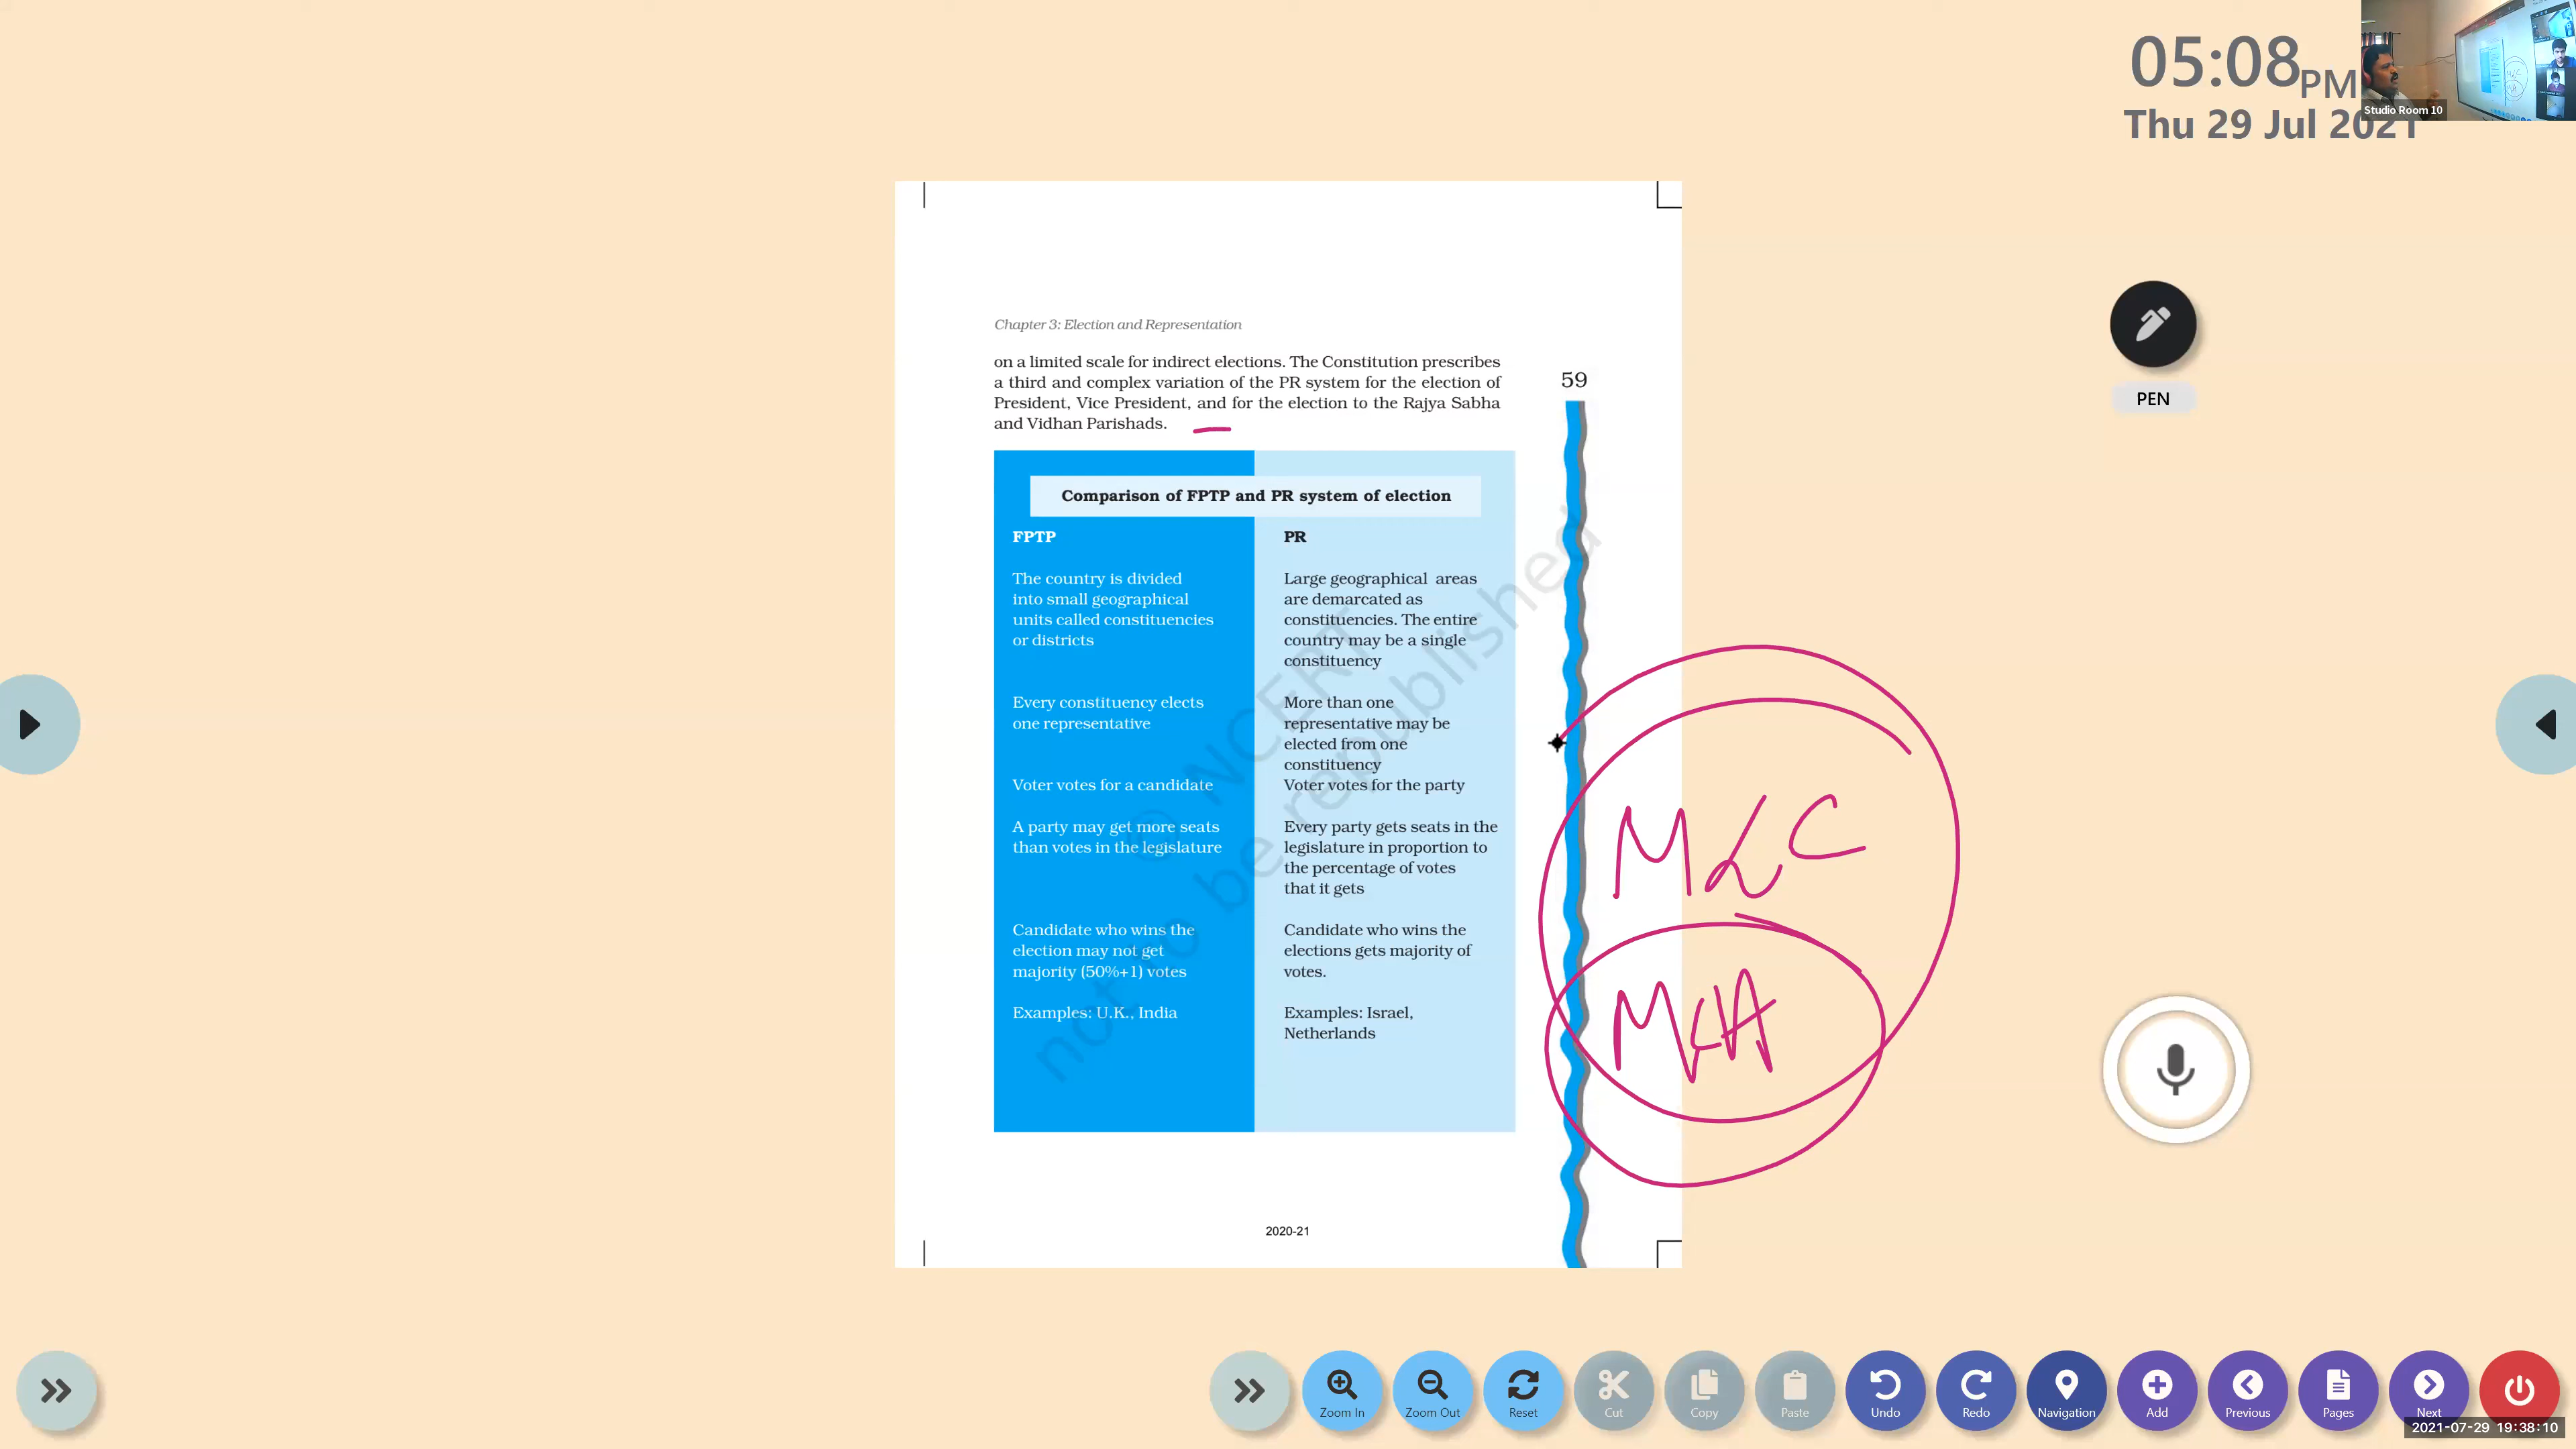 05:08 PM
Thu 29 Jul 2021
Studio Room 10
Chapter 3: Election and Representation
on a limited scale for indirect elections. The Constitution prescribes
a third and complex variation of the PR system for the election of
President, Vice President, and for the election to the Rajya Sabha
and Vidhan Parishads.
59
PEN
Comparison of FPTP and PR system of election
FPTP
The country is divided
into small geographical
units called constituencies
or districts
Every constituency elects
one representative
Voter votes for a candidate
A party may get more seats
than votes in the legislature
Candidate who wins the
election may not get
majority (50%+1) votes
Examples: U.K., India
PR
Large geographical areas
are demarcated as
constituencies. The entire
country may be a single
constituency
More than one
representative may be
elected from one
constituency
Voter votes for the party
Every party gets seats in the
legislature in proportion to
the percentage of votes
that it gets
Candidate who wins the
elections gets majority of
votes.
Examples: Israel,
Netherlands
© NCERT
not to be republished
MLC
MLA
2020-21
Zoom In
Zoom Out
Reset
Cut
Copy
Paste
Undo
Redo
Navigation
Add
Previous
Pages
Next
2021-07-29 19:38:10